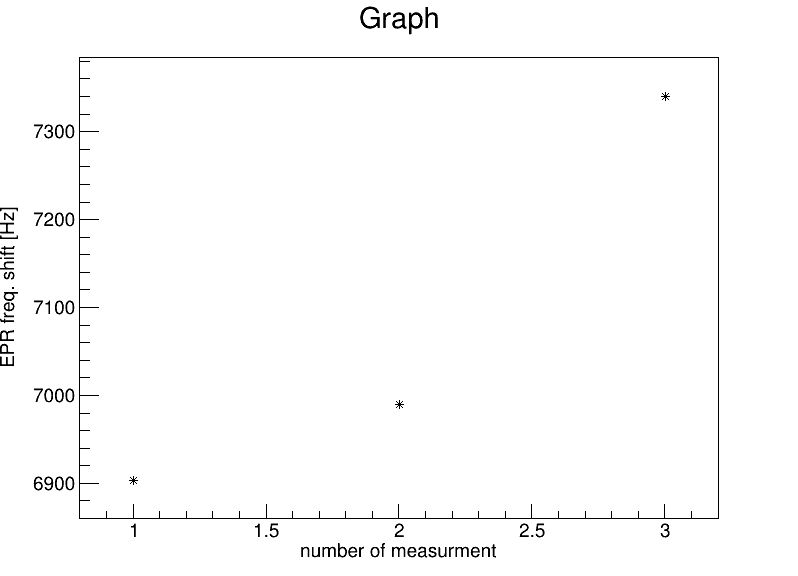 Graph
EPR freq. shift [Hz]
7300
7200
7100
7000
6900
1 1.5 2 2.5 3
number of measurment